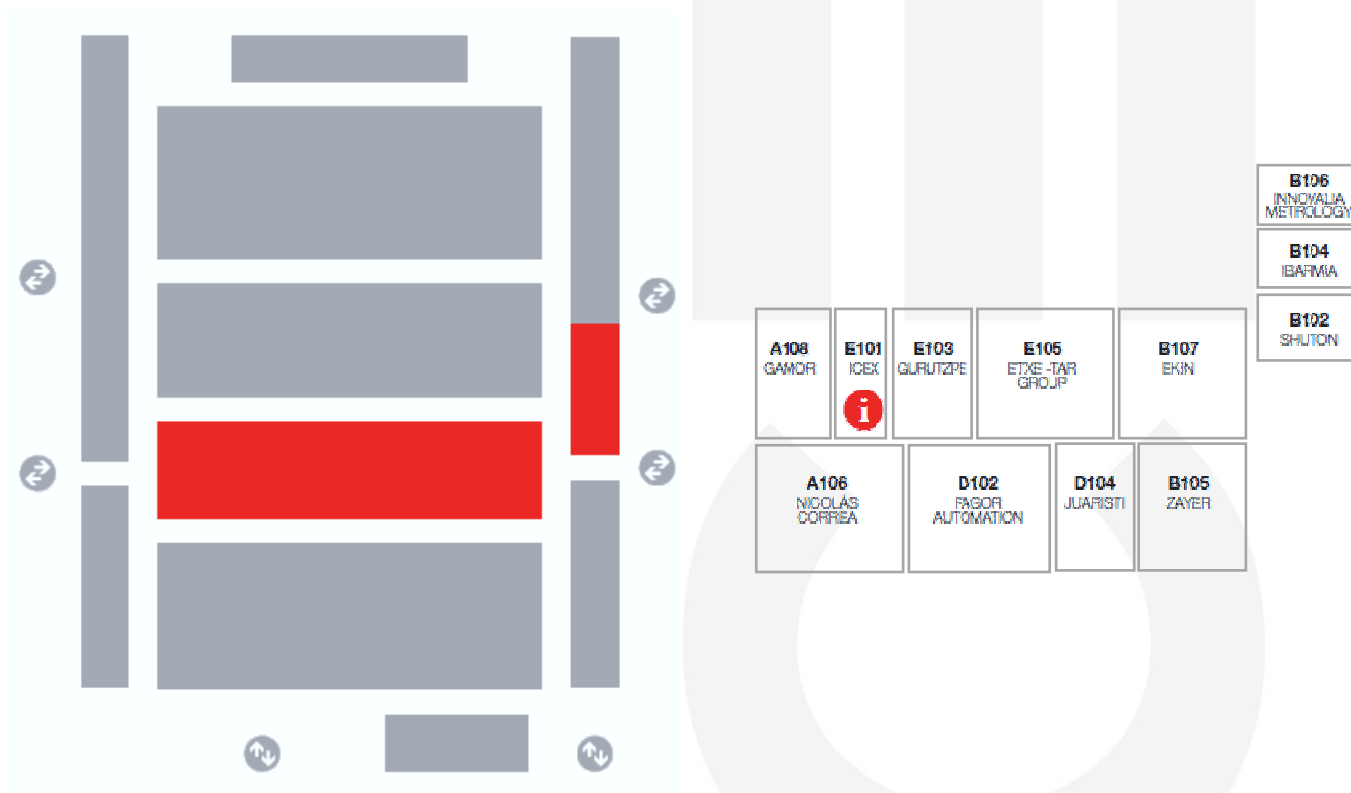 B106
INNOVALIA
METROLOGY
B104
IBARMIA
B102
SHUTON
A108
GAMOR
E101
ICEX
i
E103
GURUTZPE
E105
ETXE -TAR
GROUP
B107
EKIN
A106
NICOLÁS
CORREA
D102
FAGOR
AUTOMATION
D104
JUARISTI
B105
ZAYER